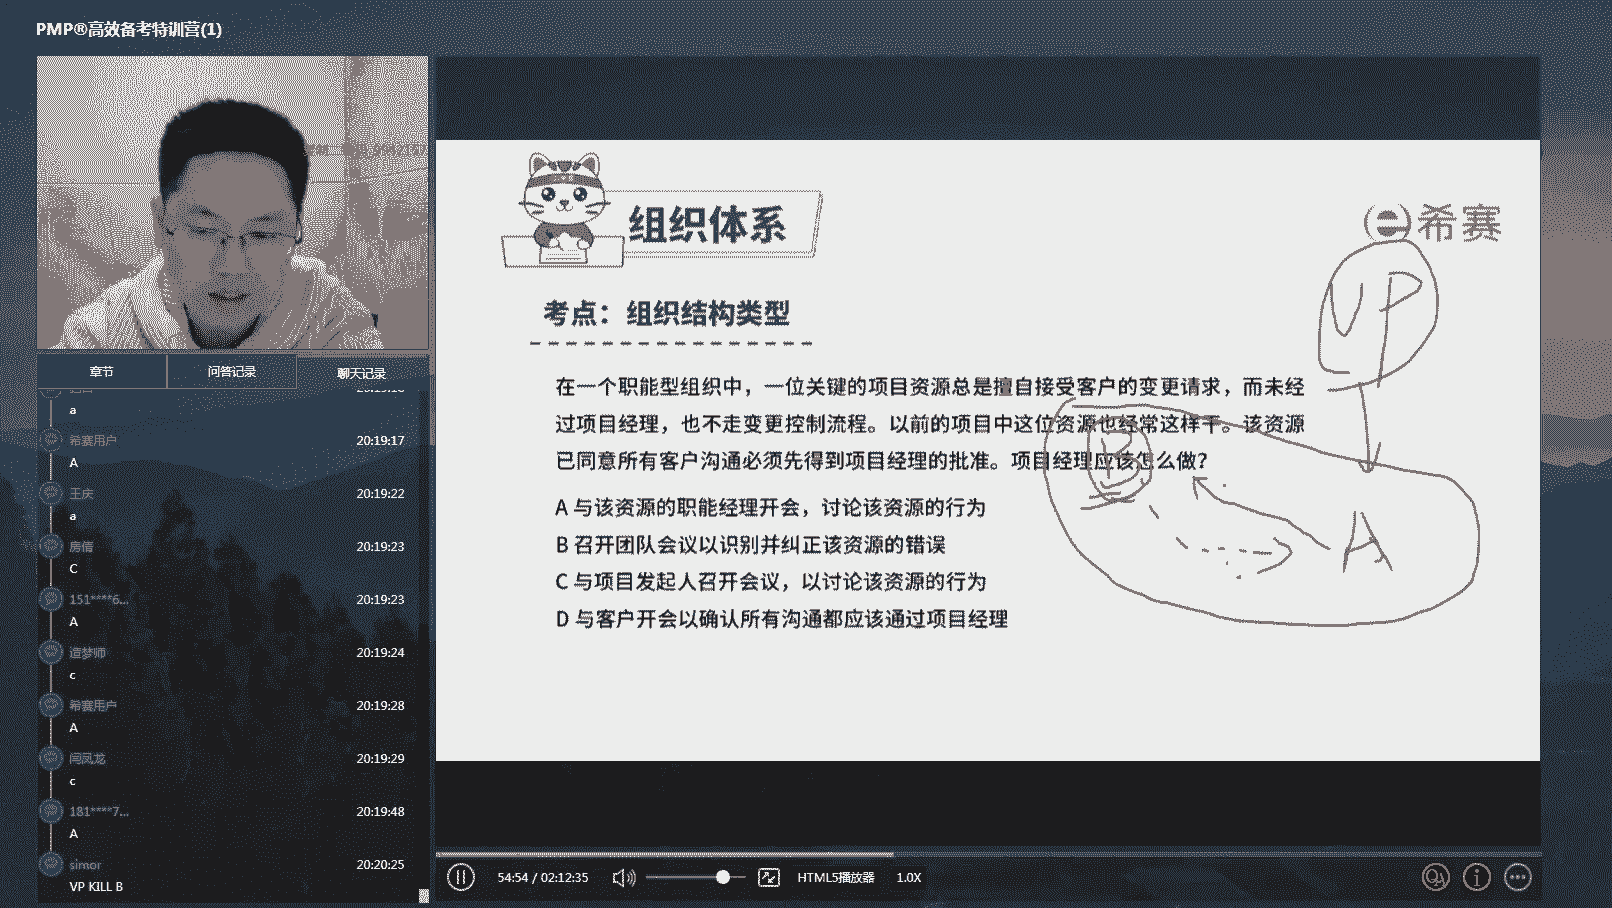 PMP®高效备考特训营(1)
章节
问答记录
聊天记录
a
希赛用户
20:19:17
A
王庆
20:19:22
a
房倩
20:19:23
C
151****6...
20:19:23
A
造梦师
20:19:24
c
希赛用户
20:19:28
A
闫凤龙
20:19:29
c
181****7...
20:19:48
A
simor
20:20:25
VP KILL B
组织体系
希赛
考点：组织结构类型
在一个职能型组织中，一位关键的项目资源总是擅自接受客户的变更请求，而未经
过项目经理，也不走变更控制流程。以前的项目中这位资源也经常这样干。该资源
已同意所有客户沟通必须先得到项目经理的批准。项目经理应该怎么做？
A 与该资源的职能经理开会，讨论该资源的行为
B 召开团队会议以识别并纠正该资源的错误
C 与项目发起人召开会议，以讨论该资源的行为
D 与客户开会以确认所有沟通都应该通过项目经理
VP
B
A
54:54 / 02:12:35
HTML5播放器
1.0X